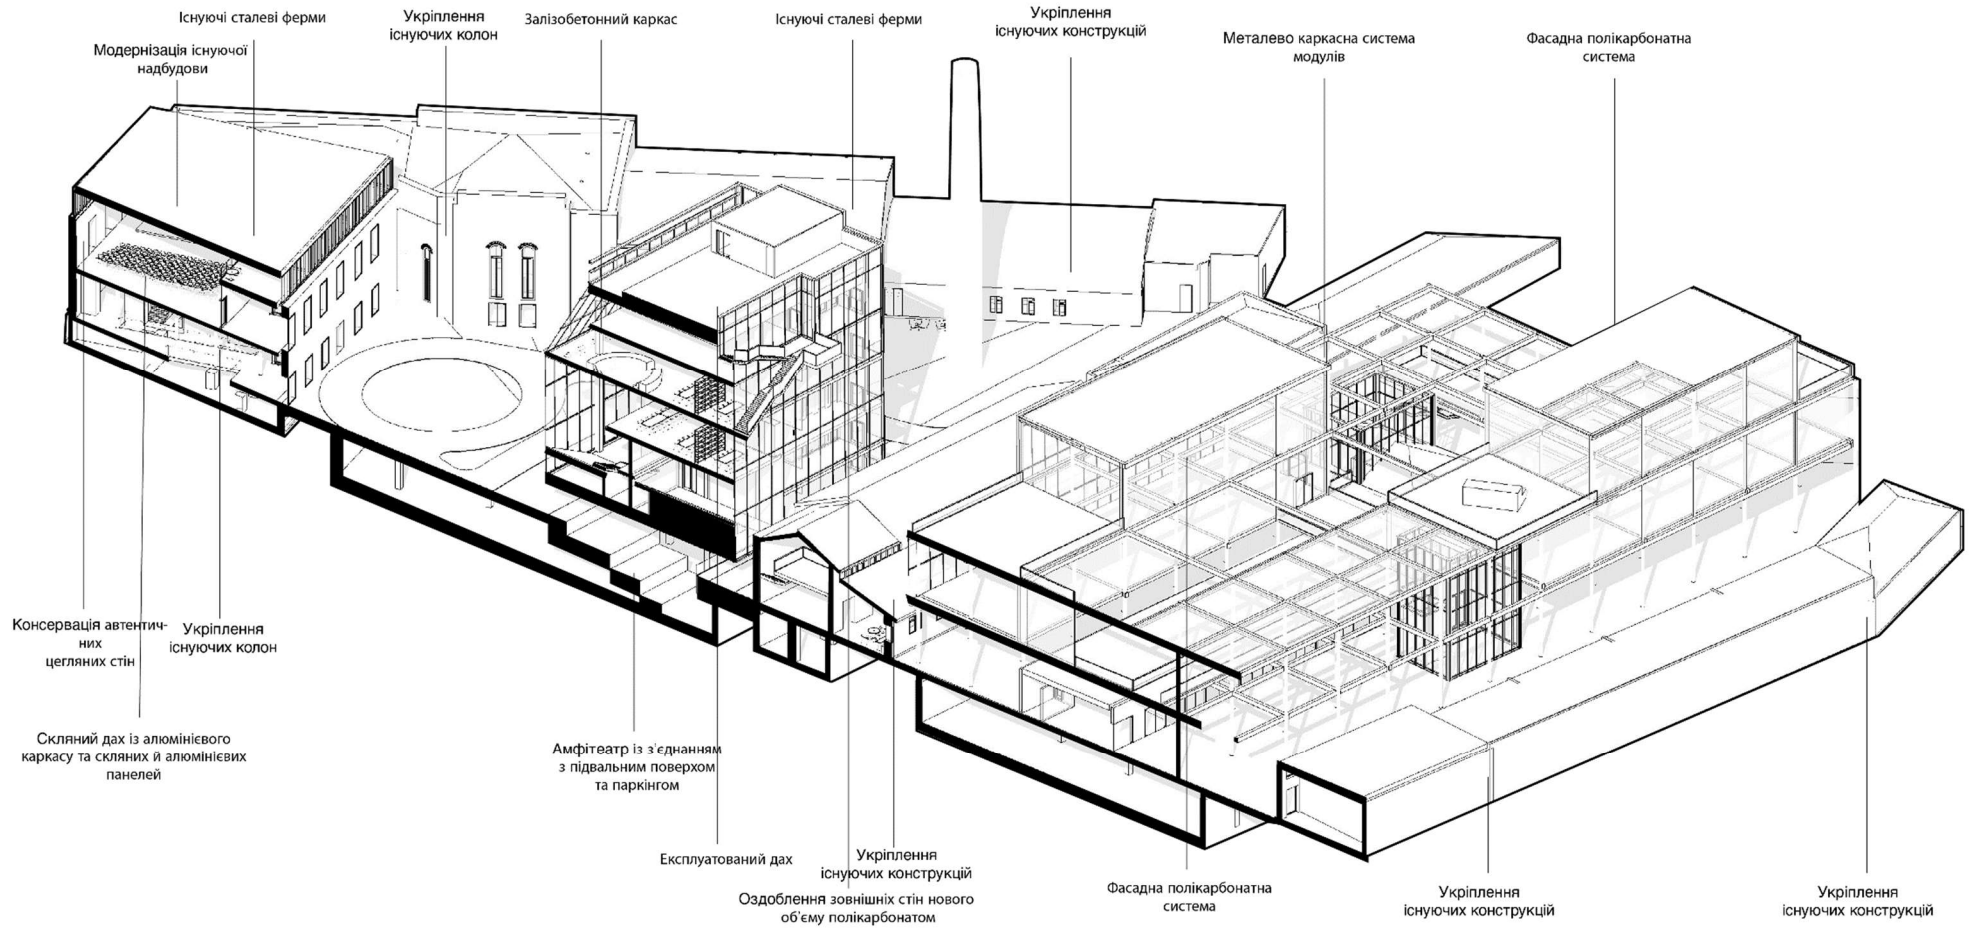 Існуючі сталеві ферми
Модернізація існуючої
надбудови
Укріплення
існуючих колон
Залізобетонний каркас
Існуючі сталеві ферми
Укріплення
існуючих конструкцій
Металево каркасна система
модулів
Фасадна полікарбонатна
система
Консервація автентич-
них
цегляних стін
Укріплення
існуючих колон
Скляний дах із алюмінієвого
каркасу та скляних й алюмінієвих
панелей
Амфітеатр із з'єднанням
з підвальним поверхом
та паркінгом
Експлуатований дах
Укріплення
існуючих конструкцій
Оздоблення зовнішніх стін нового
об'єму полікарбонатом
Фасадна полікарбонатна
система
Укріплення
існуючих конструкцій
Укріплення
існуючих конструкцій